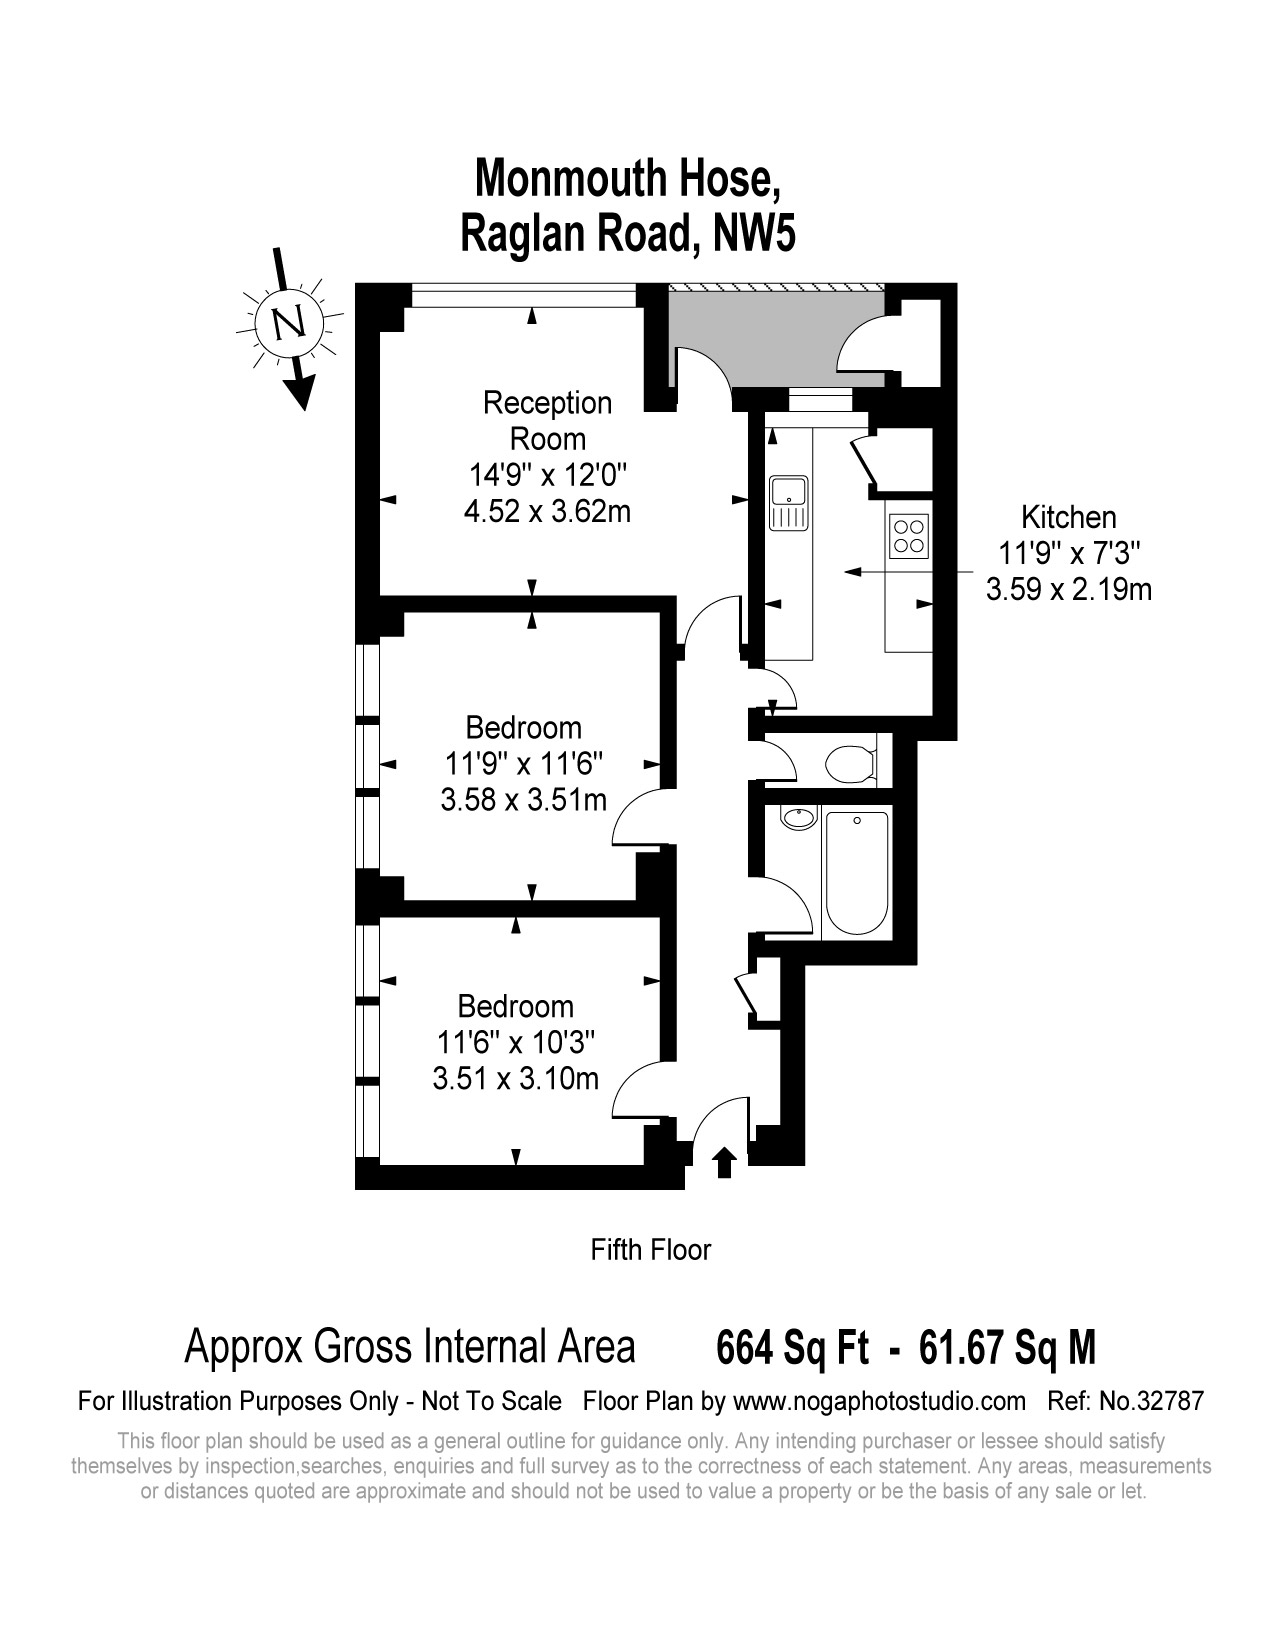 Monmouth Hose,
Raglan Road, NW5
N
Reception
Room
14'9" x 12'0"
4.52 x 3.62m
Kitchen
11'9" x 7'3"
3.59 x 2.19m
Bedroom
11'9" x 11'6"
3.58 x 3.51m
Bedroom
11'6" x 10'3"
3.51 x 3.10m
Fifth Floor
Approx Gross Internal Area 664 Sq Ft - 61.67 Sq M
For Illustration Purposes Only - Not To Scale Floor Plan by www.nogaphotostudio.com Ref: No.32787
This floor plan should be used as a general outline for guidance only. Any intending purchaser or lessee should satisfy
themselves by inspection,searches, enquiries and full survey as to the correctness of each statement. Any areas, measurements
or distances quoted are approximate and should not be used to value a property or be the basis of any sale or let.